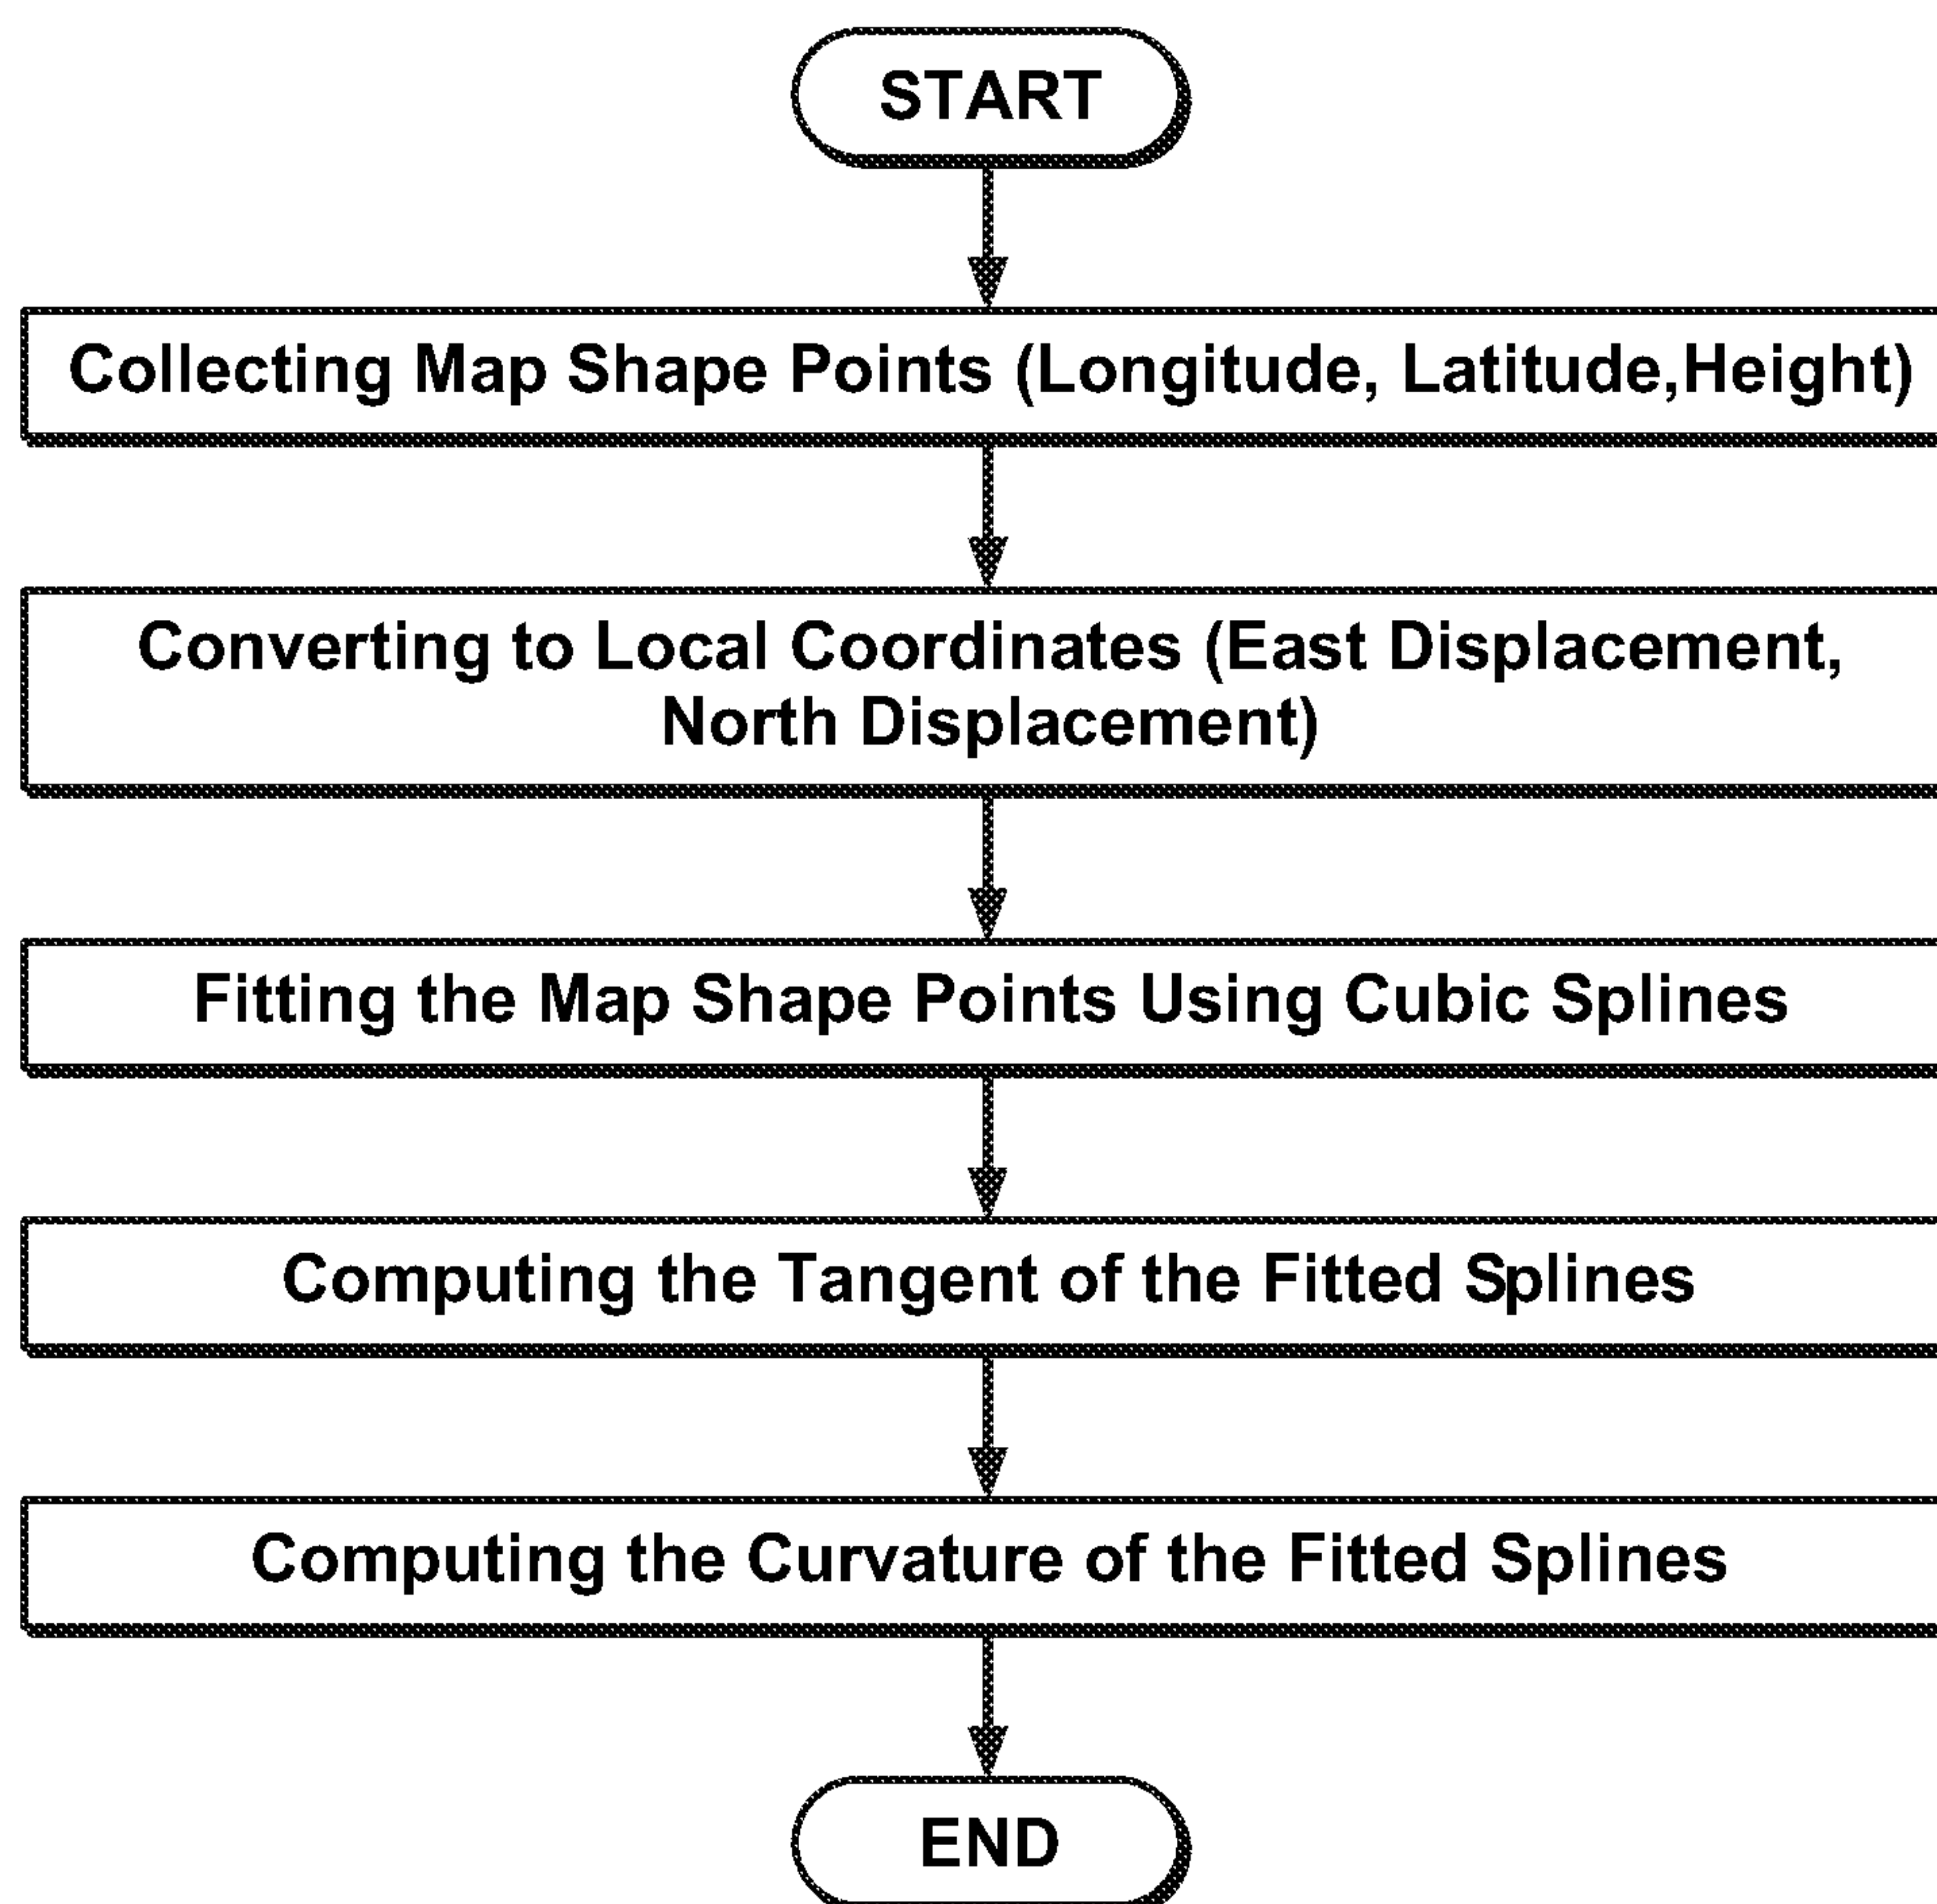 START
Collecting Map Shape Points (Longitude, Latitude,Height)
Converting to Local Coordinates (East Displacement,
North Displacement)
Fitting the Map Shape Points Using Cubic Splines
Computing the Tangent of the Fitted Splines
Computing the Curvature of the Fitted Splines
END